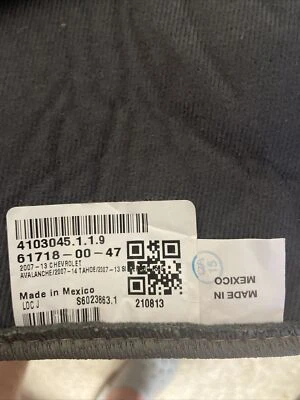 4103045.1.1.9
61718-00-47
2007-13 CHEVROLET
AVALANCHE/2007-14 TAHOE/2007-13
Made in Mexico
LOC J
S6023863.1
210813
MADE IN
MEXICO
15